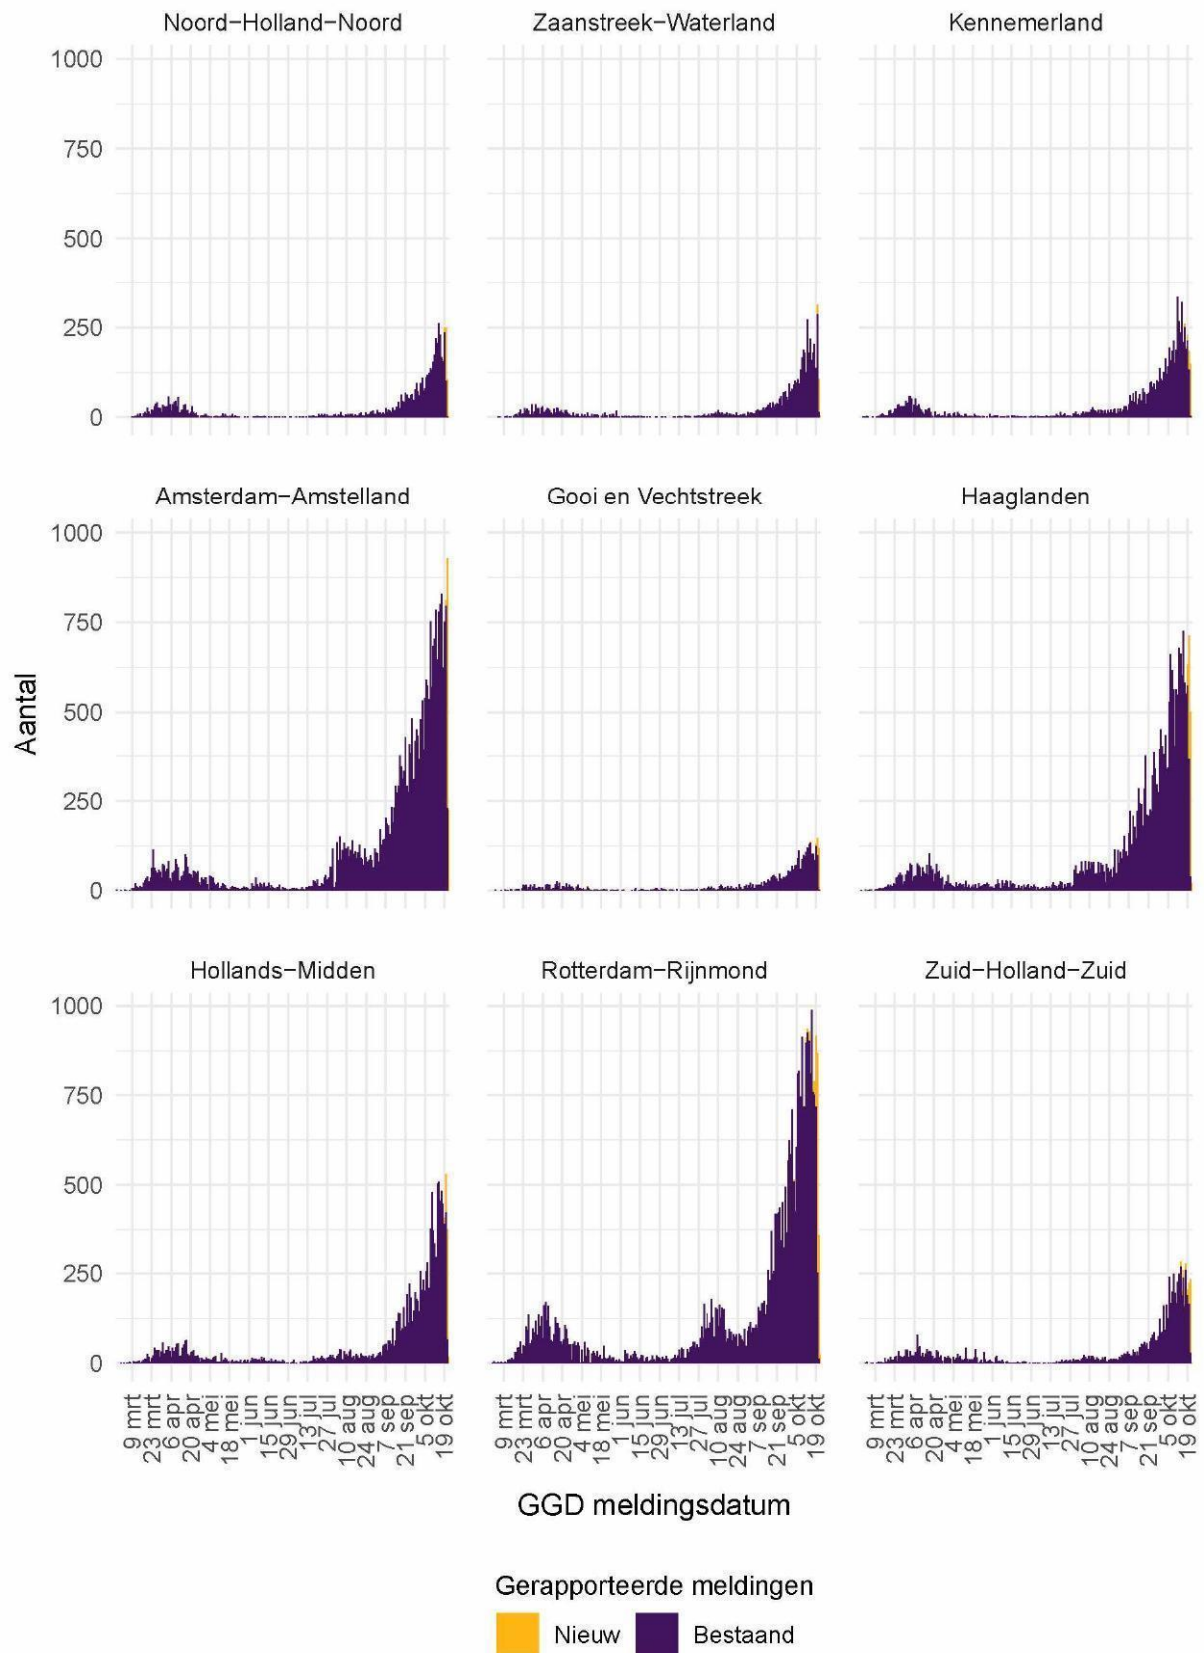 Noord−Holland−Noord
Zaanstreek−Waterland
Kennemerland
1000
750
500
250
0
Amsterdam−Amstelland
Gooi en Vechtstreek
Haaglanden
1000
750
500
250
0
Aantal
Hollands−Midden
Rotterdam−Rijnmond
Zuid−Holland−Zuid
1000
750
500
250
0
9 mrt
23 mrt
6 apr
20 apr
4 mei
18 mei
1 jun
15 jun
29 jun
13 jul
27 jul
10 aug
24 aug
7 sep
21 sep
5 okt
19 okt
9 mrt
23 mrt
6 apr
20 apr
4 mei
18 mei
1 jun
15 jun
29 jun
13 jul
27 jul
10 aug
24 aug
7 sep
21 sep
5 okt
19 okt
9 mrt
23 mrt
6 apr
20 apr
4 mei
18 mei
1 jun
15 jun
29 jun
13 jul
27 jul
10 aug
24 aug
7 sep
21 sep
5 okt
19 okt
GGD meldingsdatum
Gerapporteerde meldingen
Nieuw
Bestaand